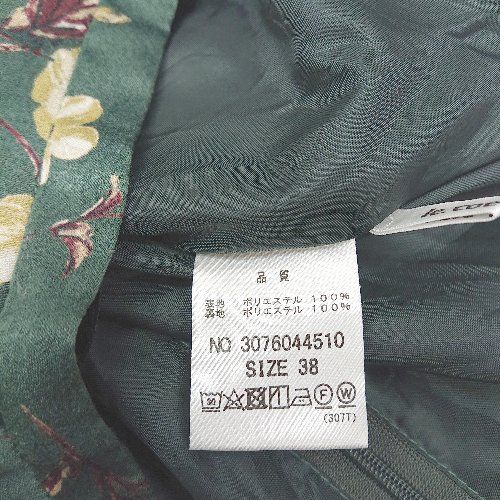 品質
表地 ポリエステル 100%
裏地 ポリエステル 100%
NO 3076044510
SIZE 38
(307T)